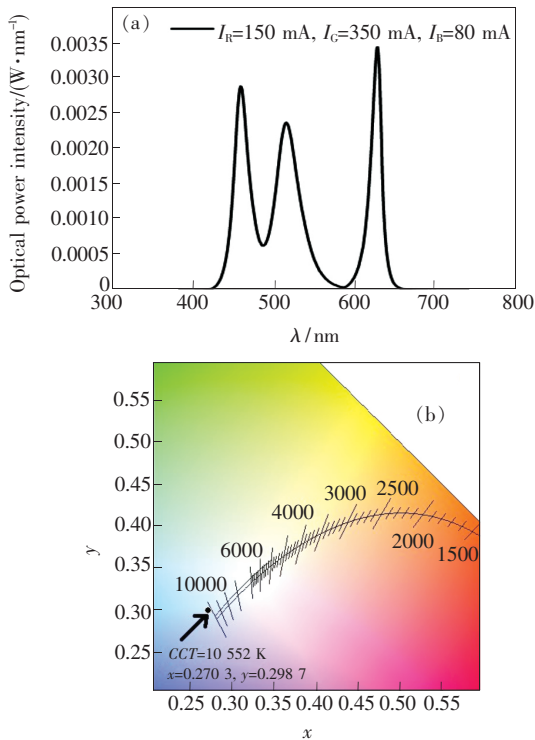 (a)
I_R=150 mA, I_G=350 mA, I_B=80 mA
Optical power intensity/(W·nm⁻¹)
0.0035
0.0030
0.0025
0.0020
0.0015
0.0010
0.0005
0
300 400 500 600 700 800
λ/nm
(b)
y
0.55
0.50
0.45
0.40
0.35
0.30
0.25
2500
3000
4000
2000
1500
6000
10000
CCT=10 552 K
x=0.270 3, y=0.298 7
0.25 0.30 0.35 0.40 0.45 0.50 0.55
x